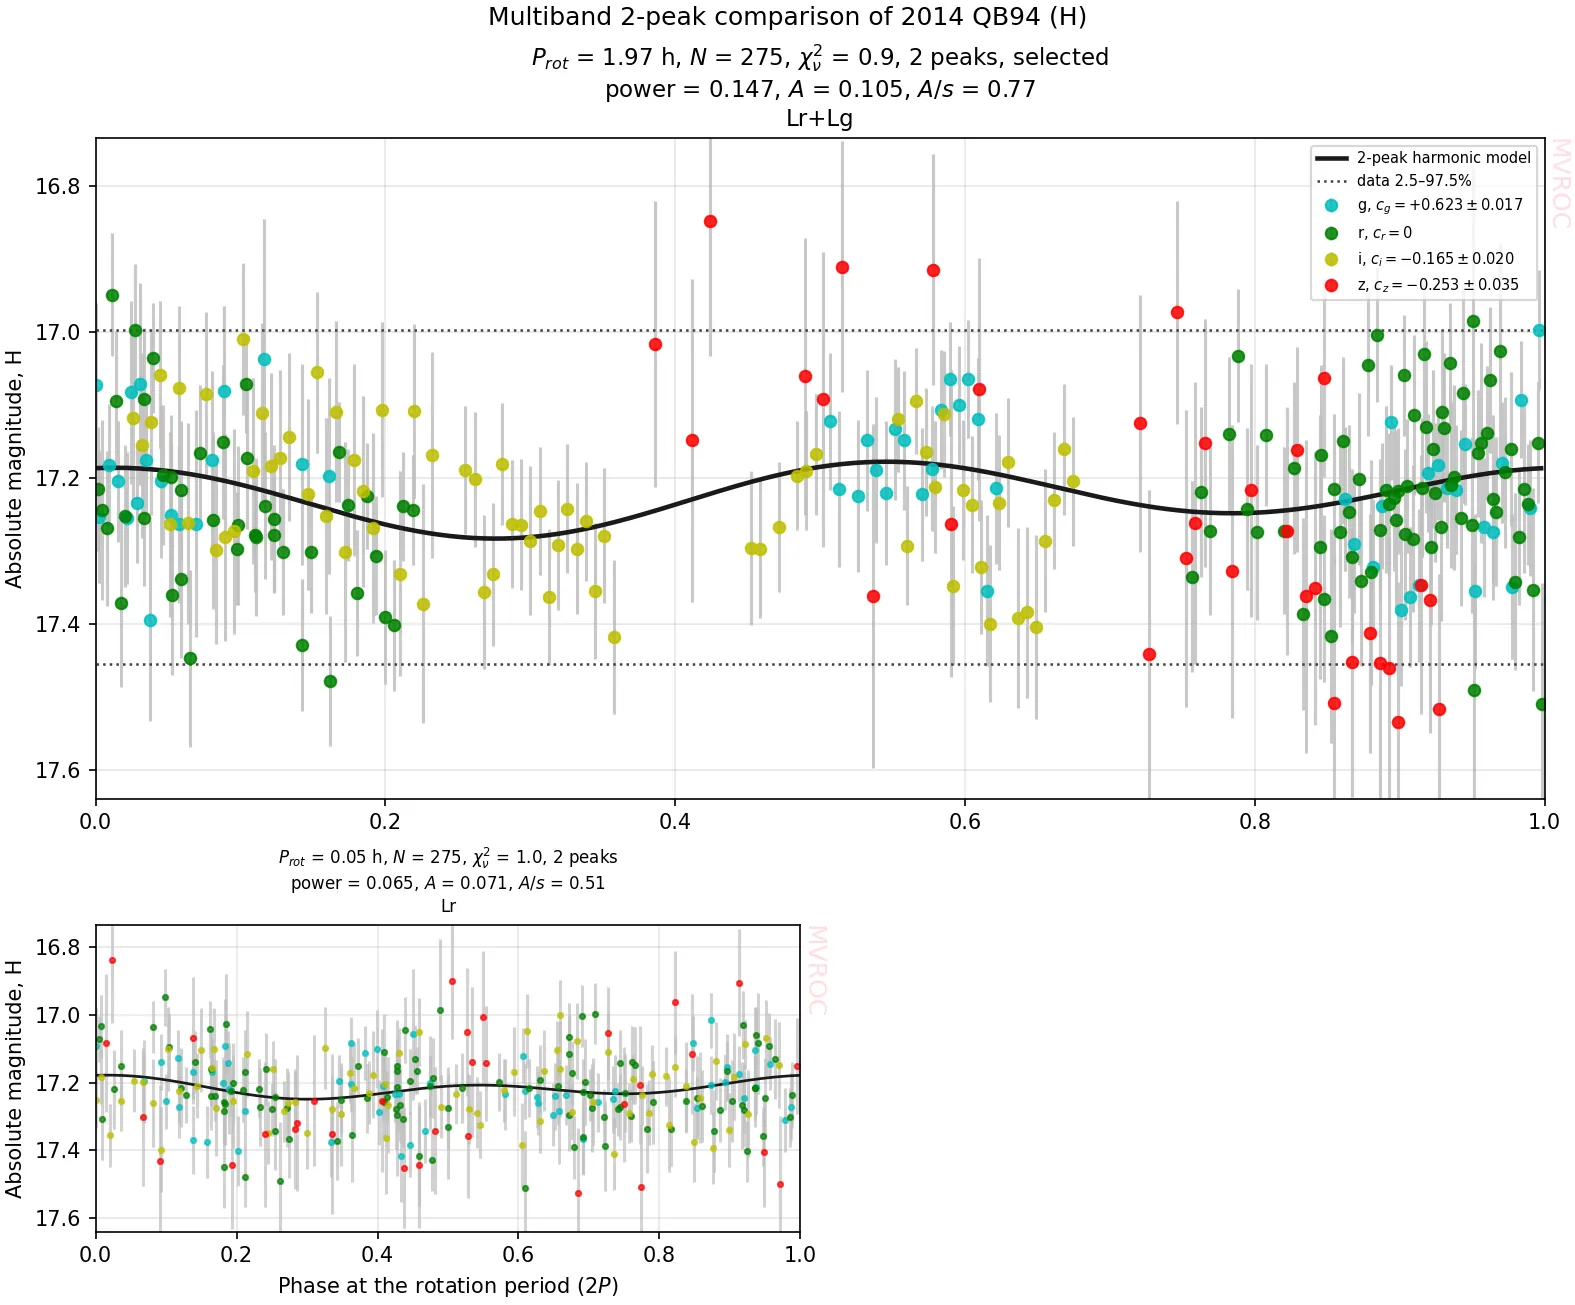 Multiband 2-peak comparison of 2014 QB94 (H)
P_rot = 1.97 h, N = 275, χ²_ν = 0.9, 2 peaks, selected
power = 0.147, A = 0.105, A/s = 0.77
Lr+Lg
2-peak harmonic model
data 2.5–97.5%
g, c_g = +0.623 ± 0.017
r, c_r = 0
i, c_i = −0.165 ± 0.020
z, c_z = −0.253 ± 0.035
MVROC
Absolute magnitude, H
16.8
17.0
17.2
17.4
17.6
0.0 0.2 0.4 0.6 0.8 1.0
P_rot = 0.05 h, N = 275, χ²_ν = 1.0, 2 peaks
power = 0.065, A = 0.071, A/s = 0.51
Lr
MVROC
Absolute magnitude, H
16.8
17.0
17.2
17.4
17.6
0.0 0.2 0.4 0.6 0.8 1.0
Phase at the rotation period (2P)